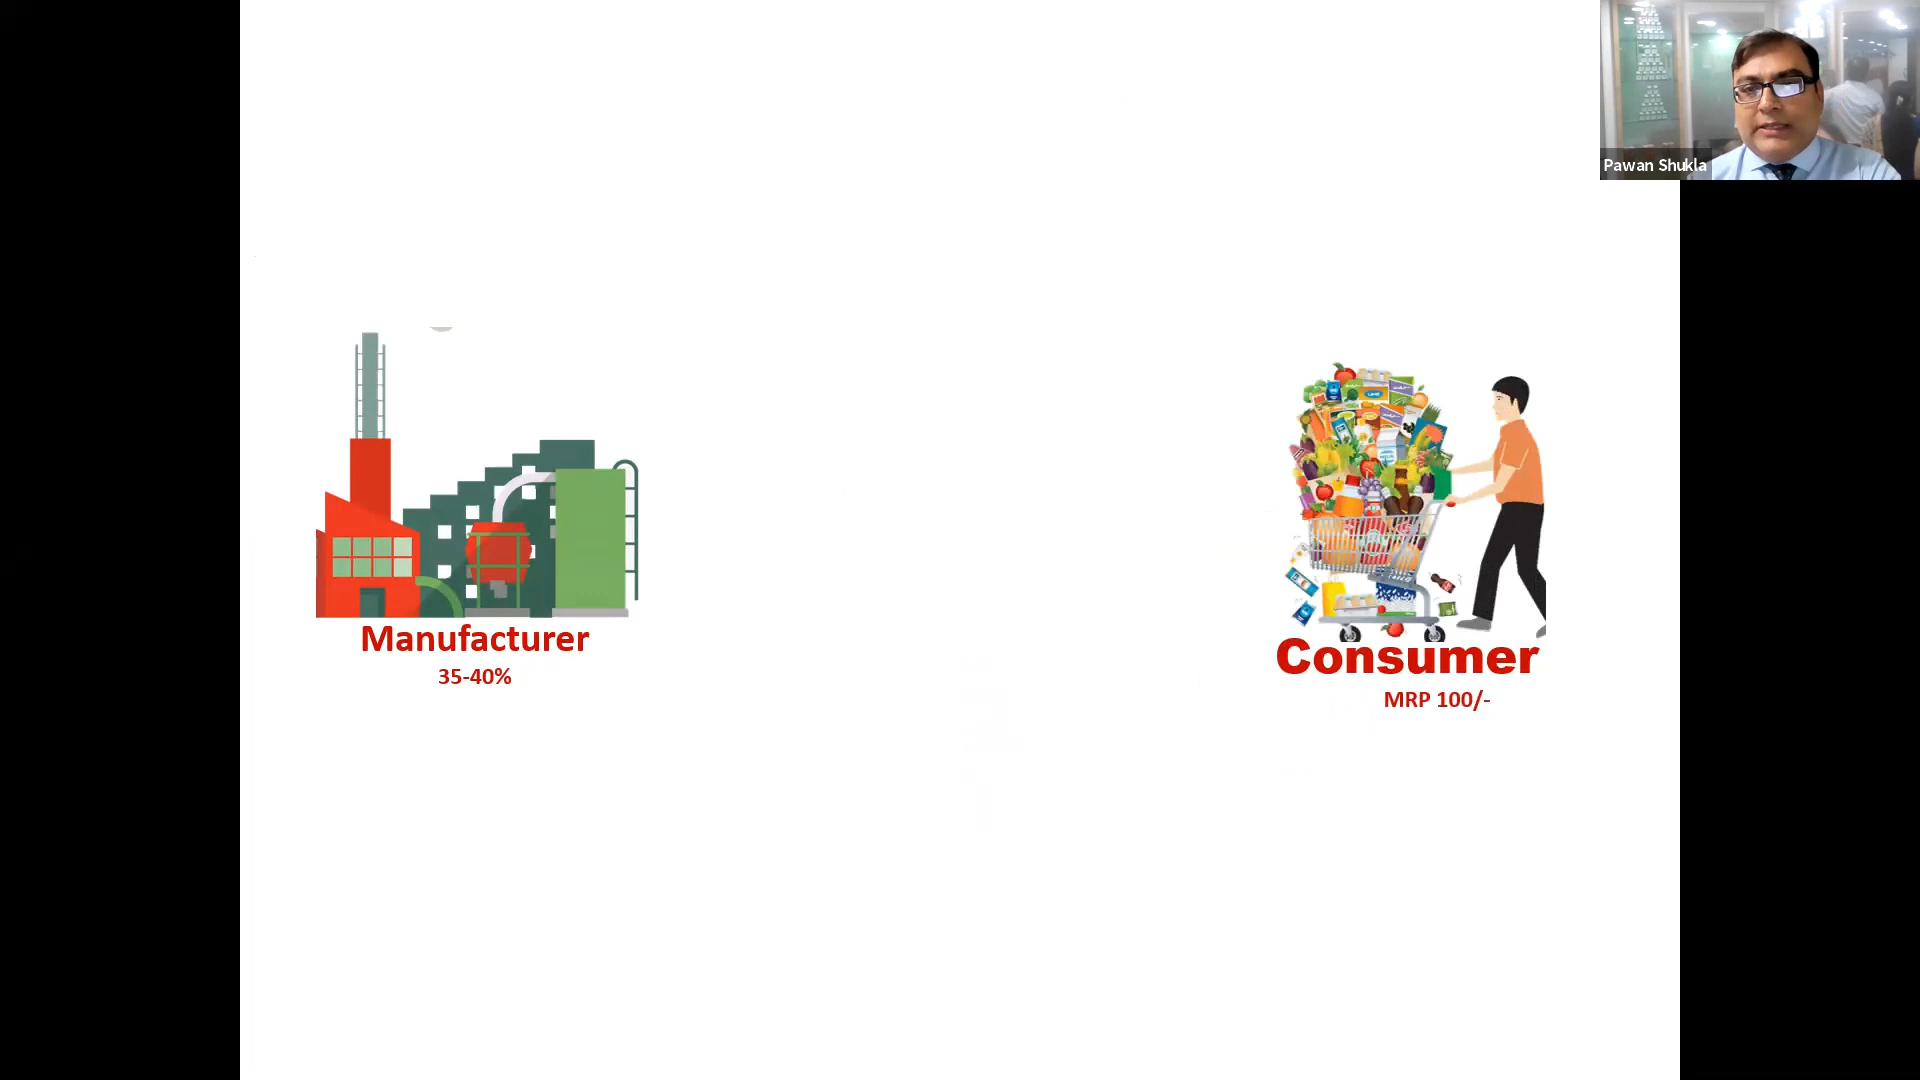 Pawan Shukla
Manufacturer
35-40%
Consumer
MRP 100/-